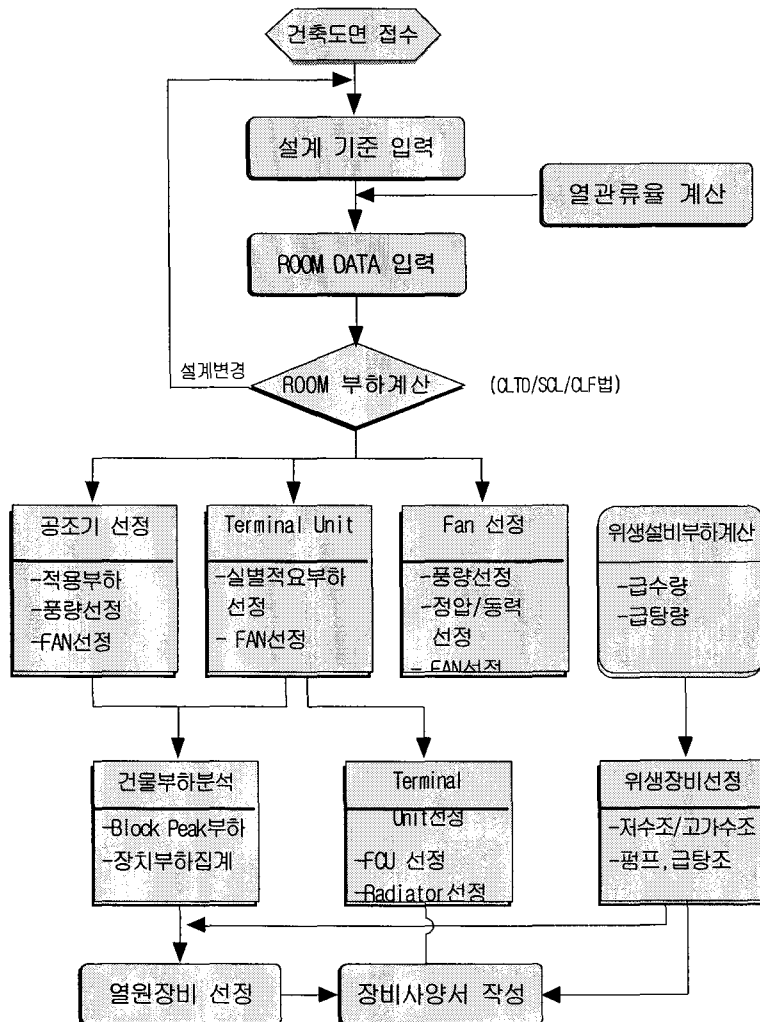 건축도면 접수
설계 기준 입력
열관류율 계산
ROOM DATA 입력
설계변경
ROOM 부하계산
(CLTD/SCL/CLF법)
공조기 선정
-적용부하
-풍량선정
-FAN선정
Terminal Unit
-실별적요부하
선정
- FAN선정
Fan 선정
-풍량선정
-정압/동력
선정
- FAN선정
위생설비부하계산
-급수량
-급탕량
건물부하분석
-Block Peak부하
-장치부하집계
Terminal
Unit선정
-FCU 선정
-Radiator선정
위생장비선정
-저수조/고가수조
-펌프,급탕조
열원장비 선정
장비사양서 작성